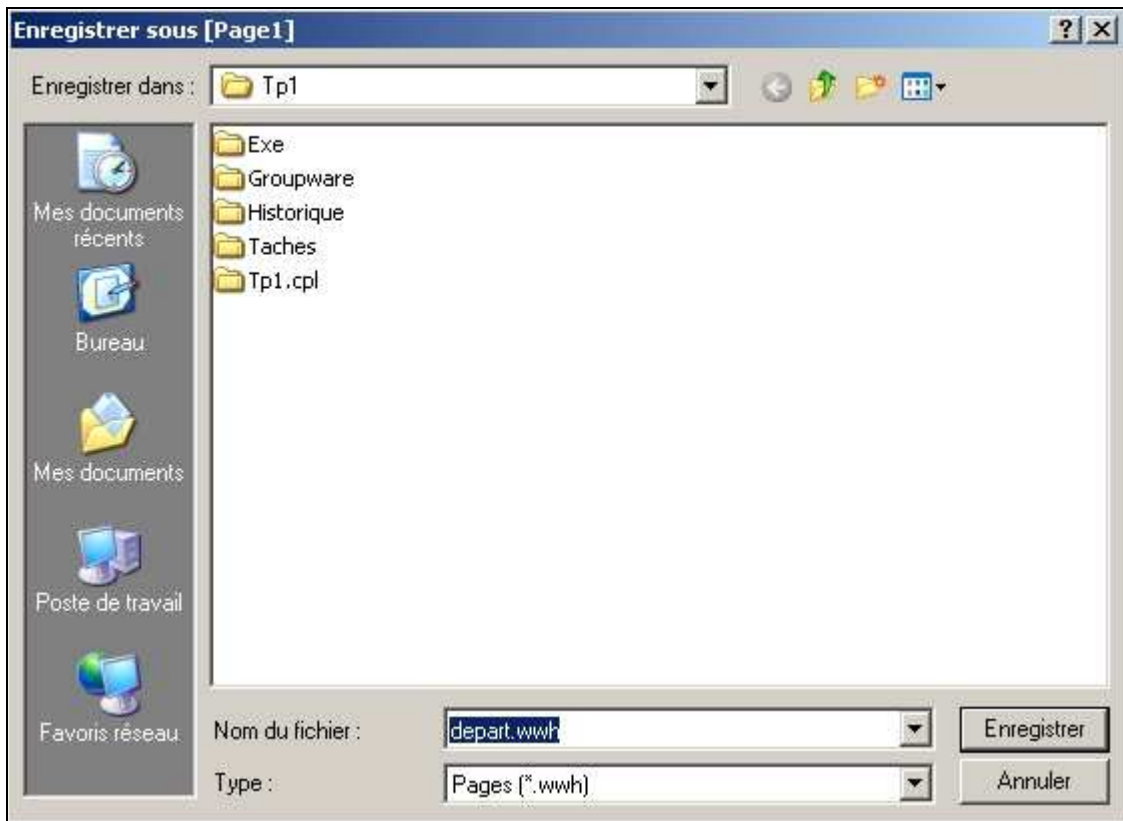 Enregistrer sous [Page1]
Enregistrer dans :
Tp1
Mes documents
récents
Bureau
Mes documents
Poste de travail
Favoris réseau
Exe
Groupware
Historique
Taches
Tp1.cpl
Nom du fichier :
depart.wwh
Enregistrer
Type :
Pages (*.wwh)
Annuler